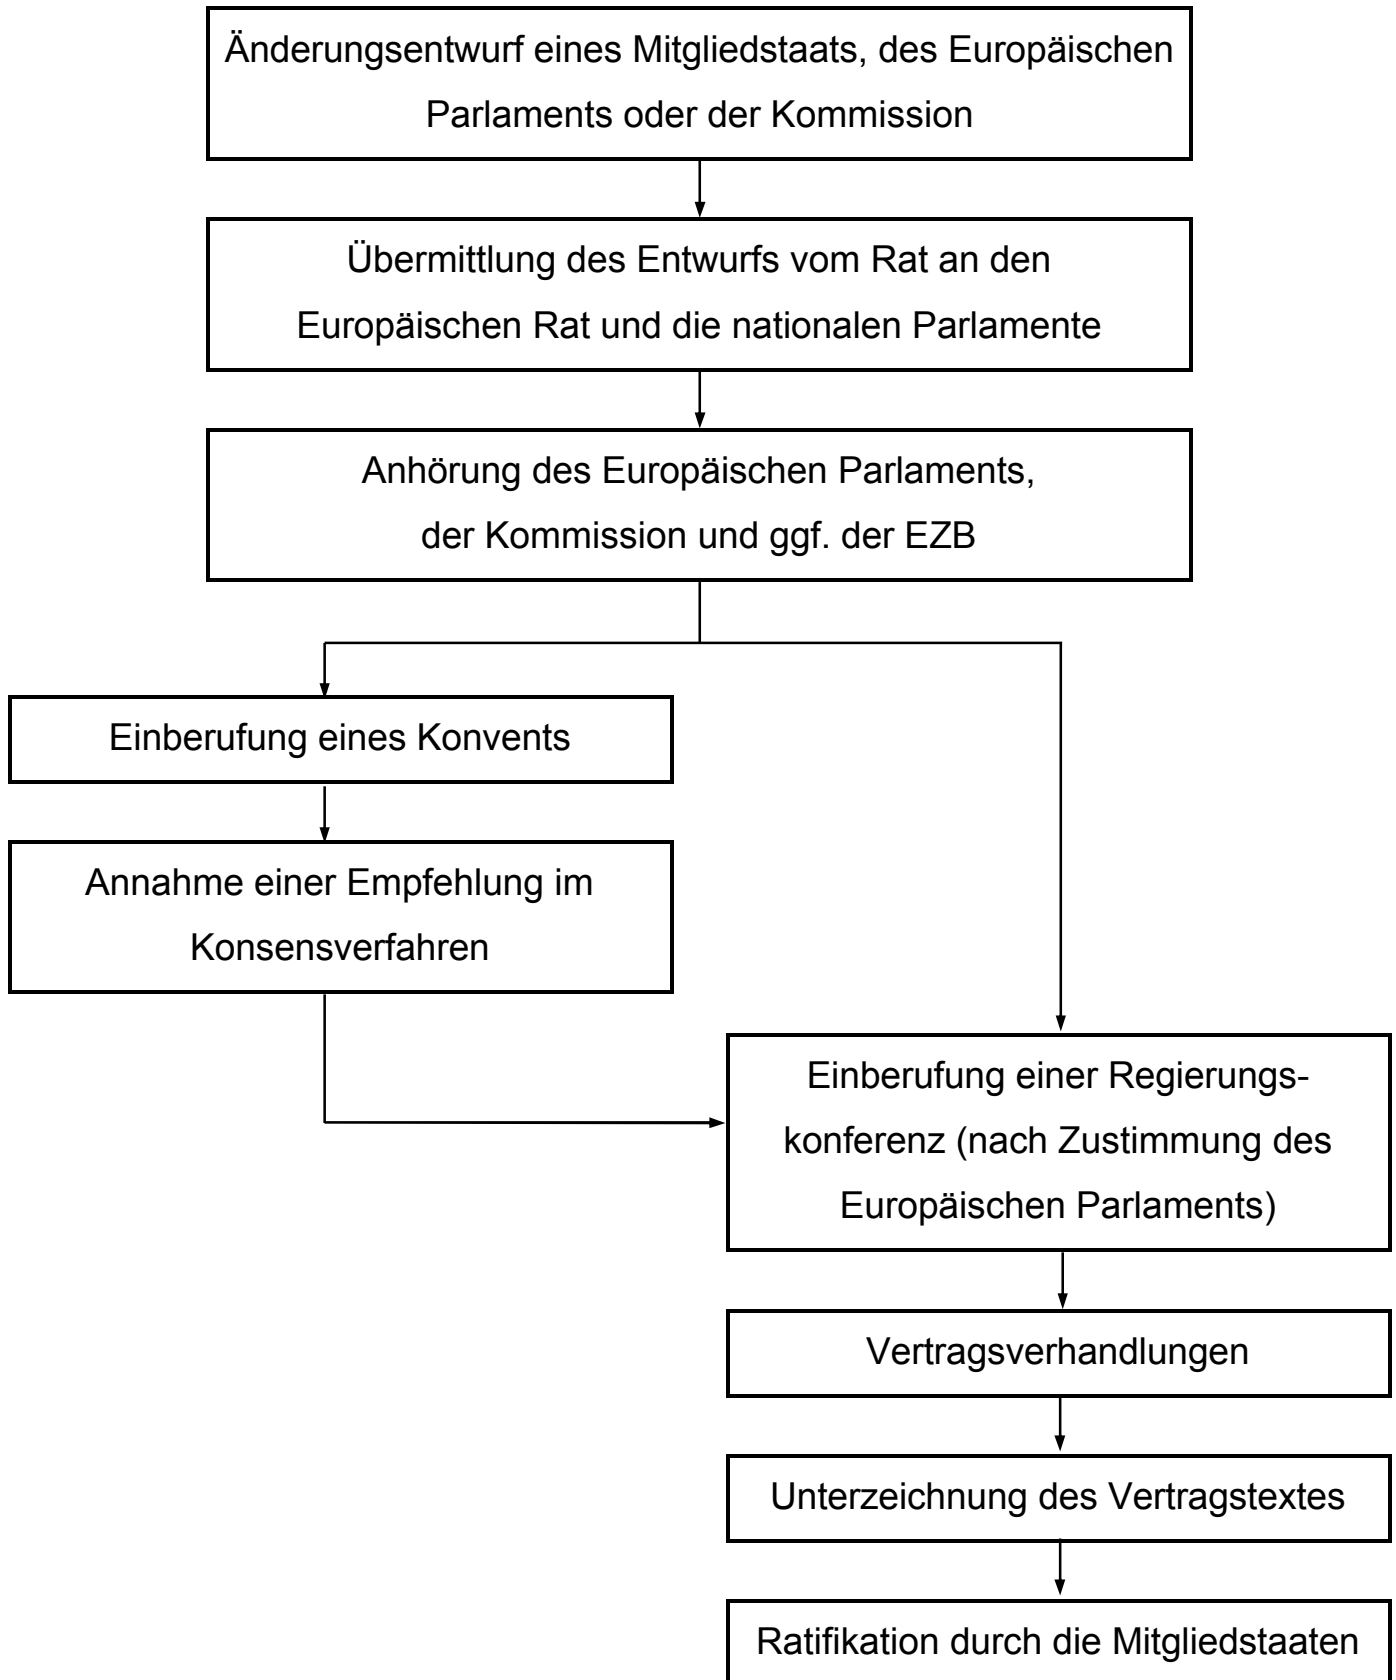 Änderungsentwurf eines Mitgliedstaats, des Europäischen
Parlaments oder der Kommission
Übermittlung des Entwurfs vom Rat an den
Europäischen Rat und die nationalen Parlamente
Anhörung des Europäischen Parlaments,
der Kommission und ggf. der EZB
Einberufung eines Konvents
Annahme einer Empfehlung im
Konsensverfahren
Einberufung einer Regierungs-
konferenz (nach Zustimmung des
Europäischen Parlaments)
Vertragsverhandlungen
Unterzeichnung des Vertragstextes
Ratifikation durch die Mitgliedstaaten